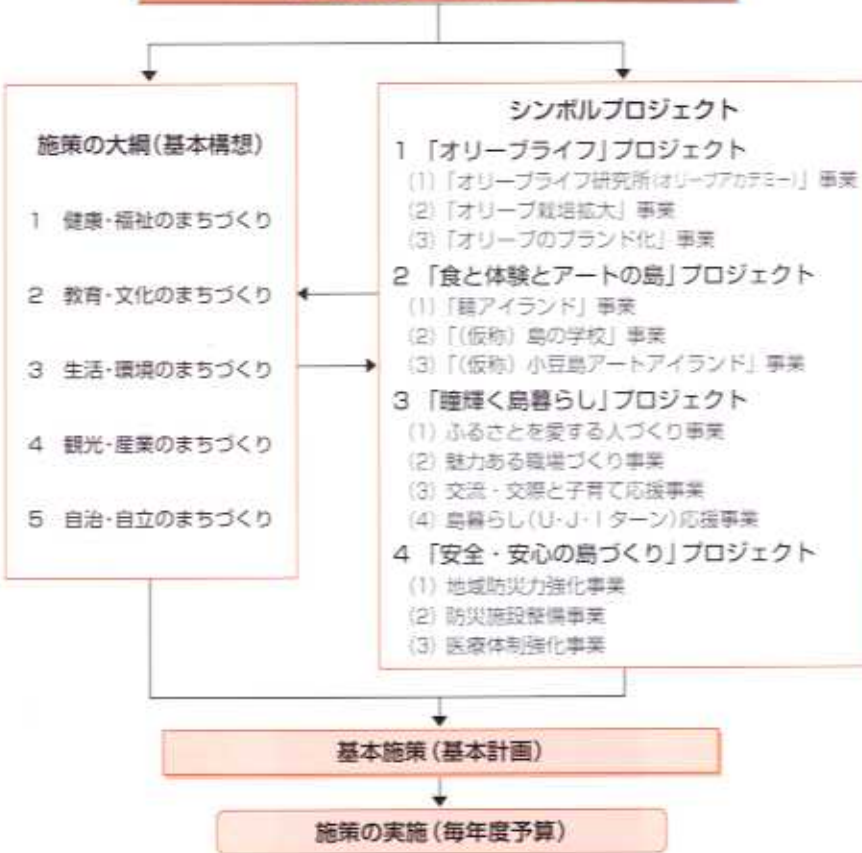 施策の大綱(基本構想)
1 健康・福祉のまちづくり
2 教育・文化のまちづくり
3 生活・環境のまちづくり
4 観光・産業のまちづくり
5 自治・自立のまちづくり
シンボルプロジェクト
1 「オリーブライフ」プロジェクト
(1)「オリーブライフ研究所(オリーブアカデミー)」事業
(2)「オリーブ栽培拡大」事業
(3)「オリーブのブランド化」事業
2 「食と体験とアートの島」プロジェクト
(1)「醤アイランド」事業
(2)「(仮称) 島の学校」事業
(3)「(仮称) 小豆島アートアイランド」事業
3 「瞳輝く島暮らし」プロジェクト
(1) ふるさとを愛する人づくり事業
(2) 魅力ある職場づくり事業
(3) 交流・交際と子育て応援事業
(4) 島暮らし(U・J・Iターン)応援事業
4 「安全・安心の島づくり」プロジェクト
(1) 地域防災力強化事業
(2) 防災施設整備事業
(3) 医療体制強化事業
基本施策(基本計画)
施策の実施(毎年度予算)